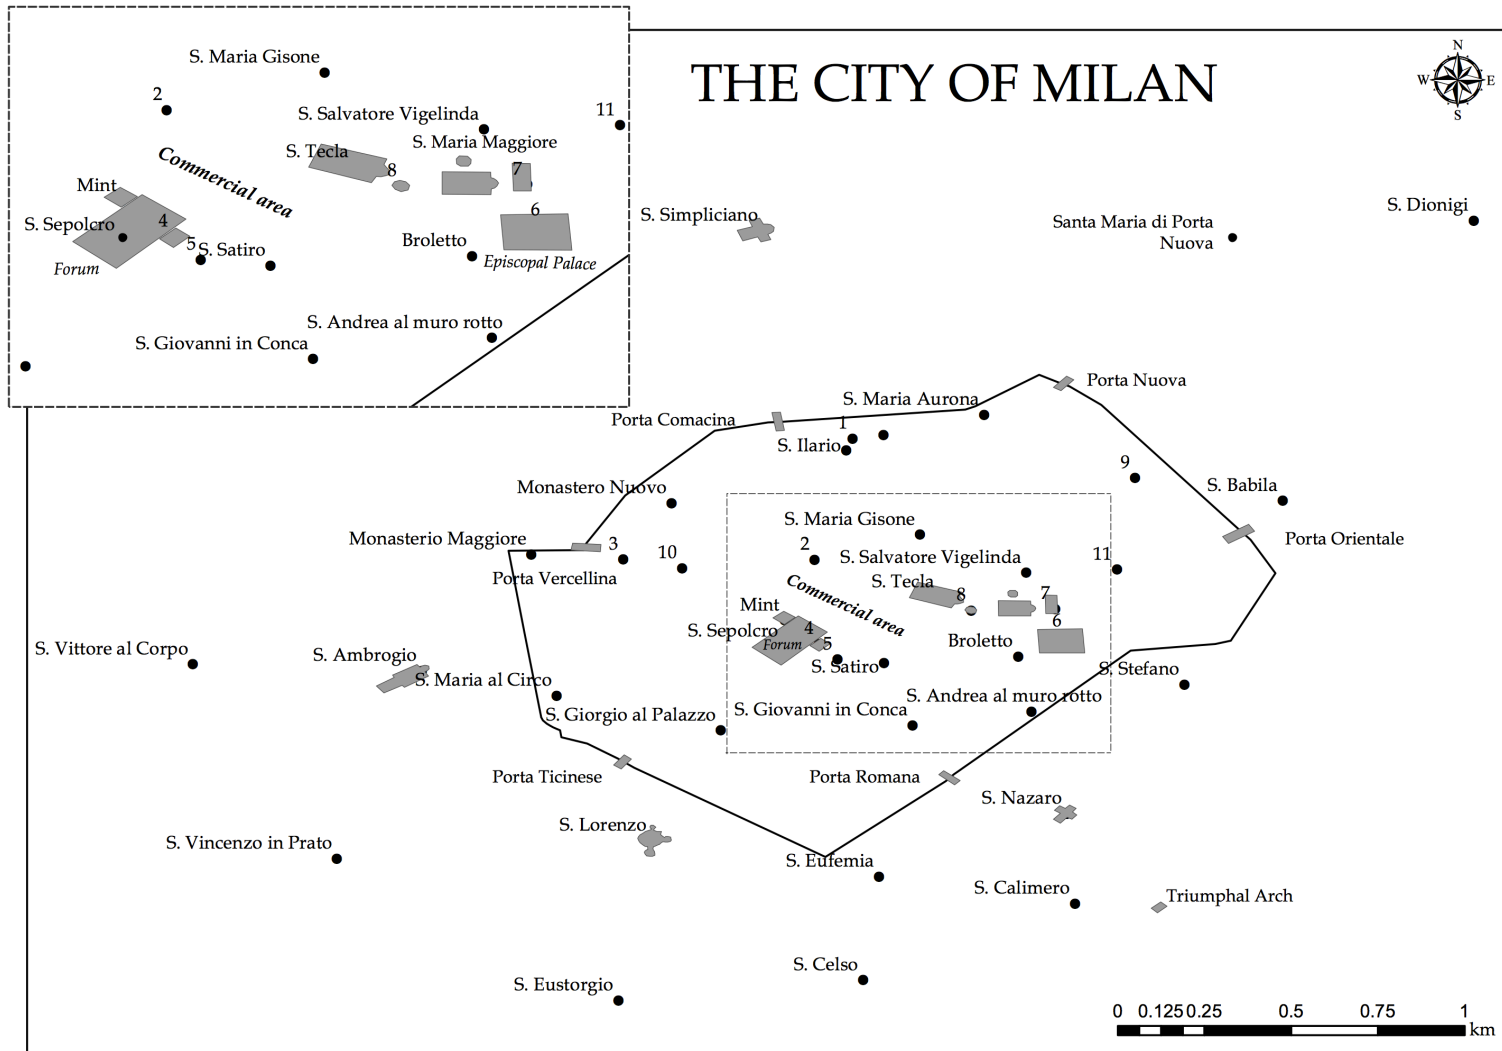 S. Maria Gisone
2
S. Salvatore Vigelinda
11
S. Tecla
S. Maria Maggiore
8
7
Commercial area
Mint
S. Sepolcro
4
5
S. Satiro
6
Broletto
Episcopal Palace
Forum
S. Andrea al muro rotto
S. Giovanni in Conca
THE CITY OF MILAN
N
W
E
S
S. Simpliciano
Santa Maria di Porta
Nuova
S. Dionigi
Porta Nuova
S. Maria Aurona
Porta Comacina
1
S. Ilario
9
S. Babila
Monastero Nuovo
Porta Orientale
Monasterio Maggiore
3
10
Porta Vercellina
S. Maria Gisone
2
S. Salvatore Vigelinda
11
S. Tecla
8
7
Commercial area
Mint
S. Sepolcro
4
Forum
5
S. Satiro
6
Broletto
S. Stefano
S. Vittore al Corpo
S. Ambrogio
S. Maria al Circo
S. Giorgio al Palazzo
S. Giovanni in Conca
S. Andrea al muro rotto
Porta Ticinese
Porta Romana
S. Nazaro
S. Lorenzo
S. Vincenzo in Prato
S. Eufemia
S. Calimero
Triumphal Arch
S. Celso
S. Eustorgio
0 0.125 0.25 0.5 0.75 1
km